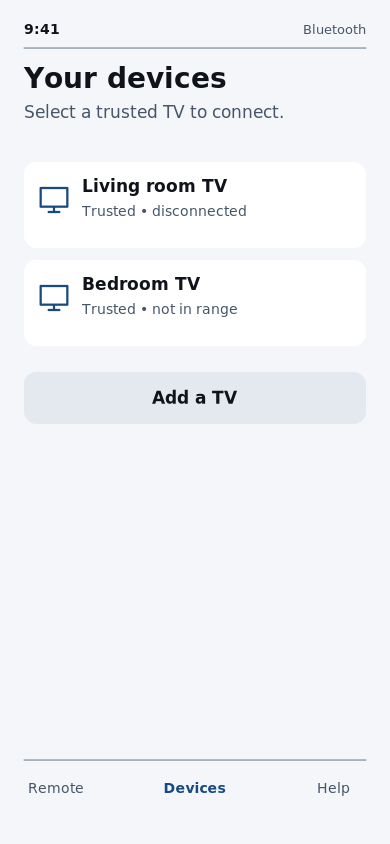 9:41 Bluetooth
Your devices
Select a trusted TV to connect.
Living room TV
Trusted • disconnected
Bedroom TV
Trusted • not in range
Add a TV
Remote Devices Help